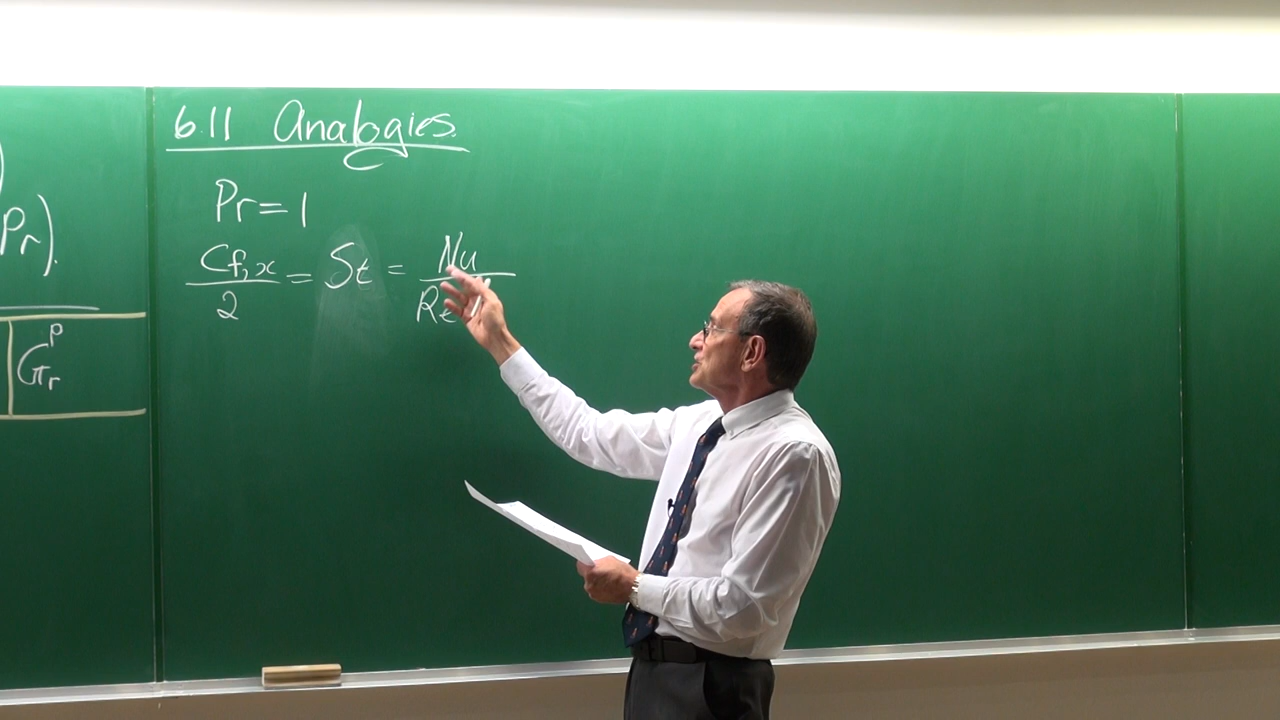 6.11 Analogies.
Pr = 1
Cf,x / 2 = St = Nu / Re
Pr).
Gr^P